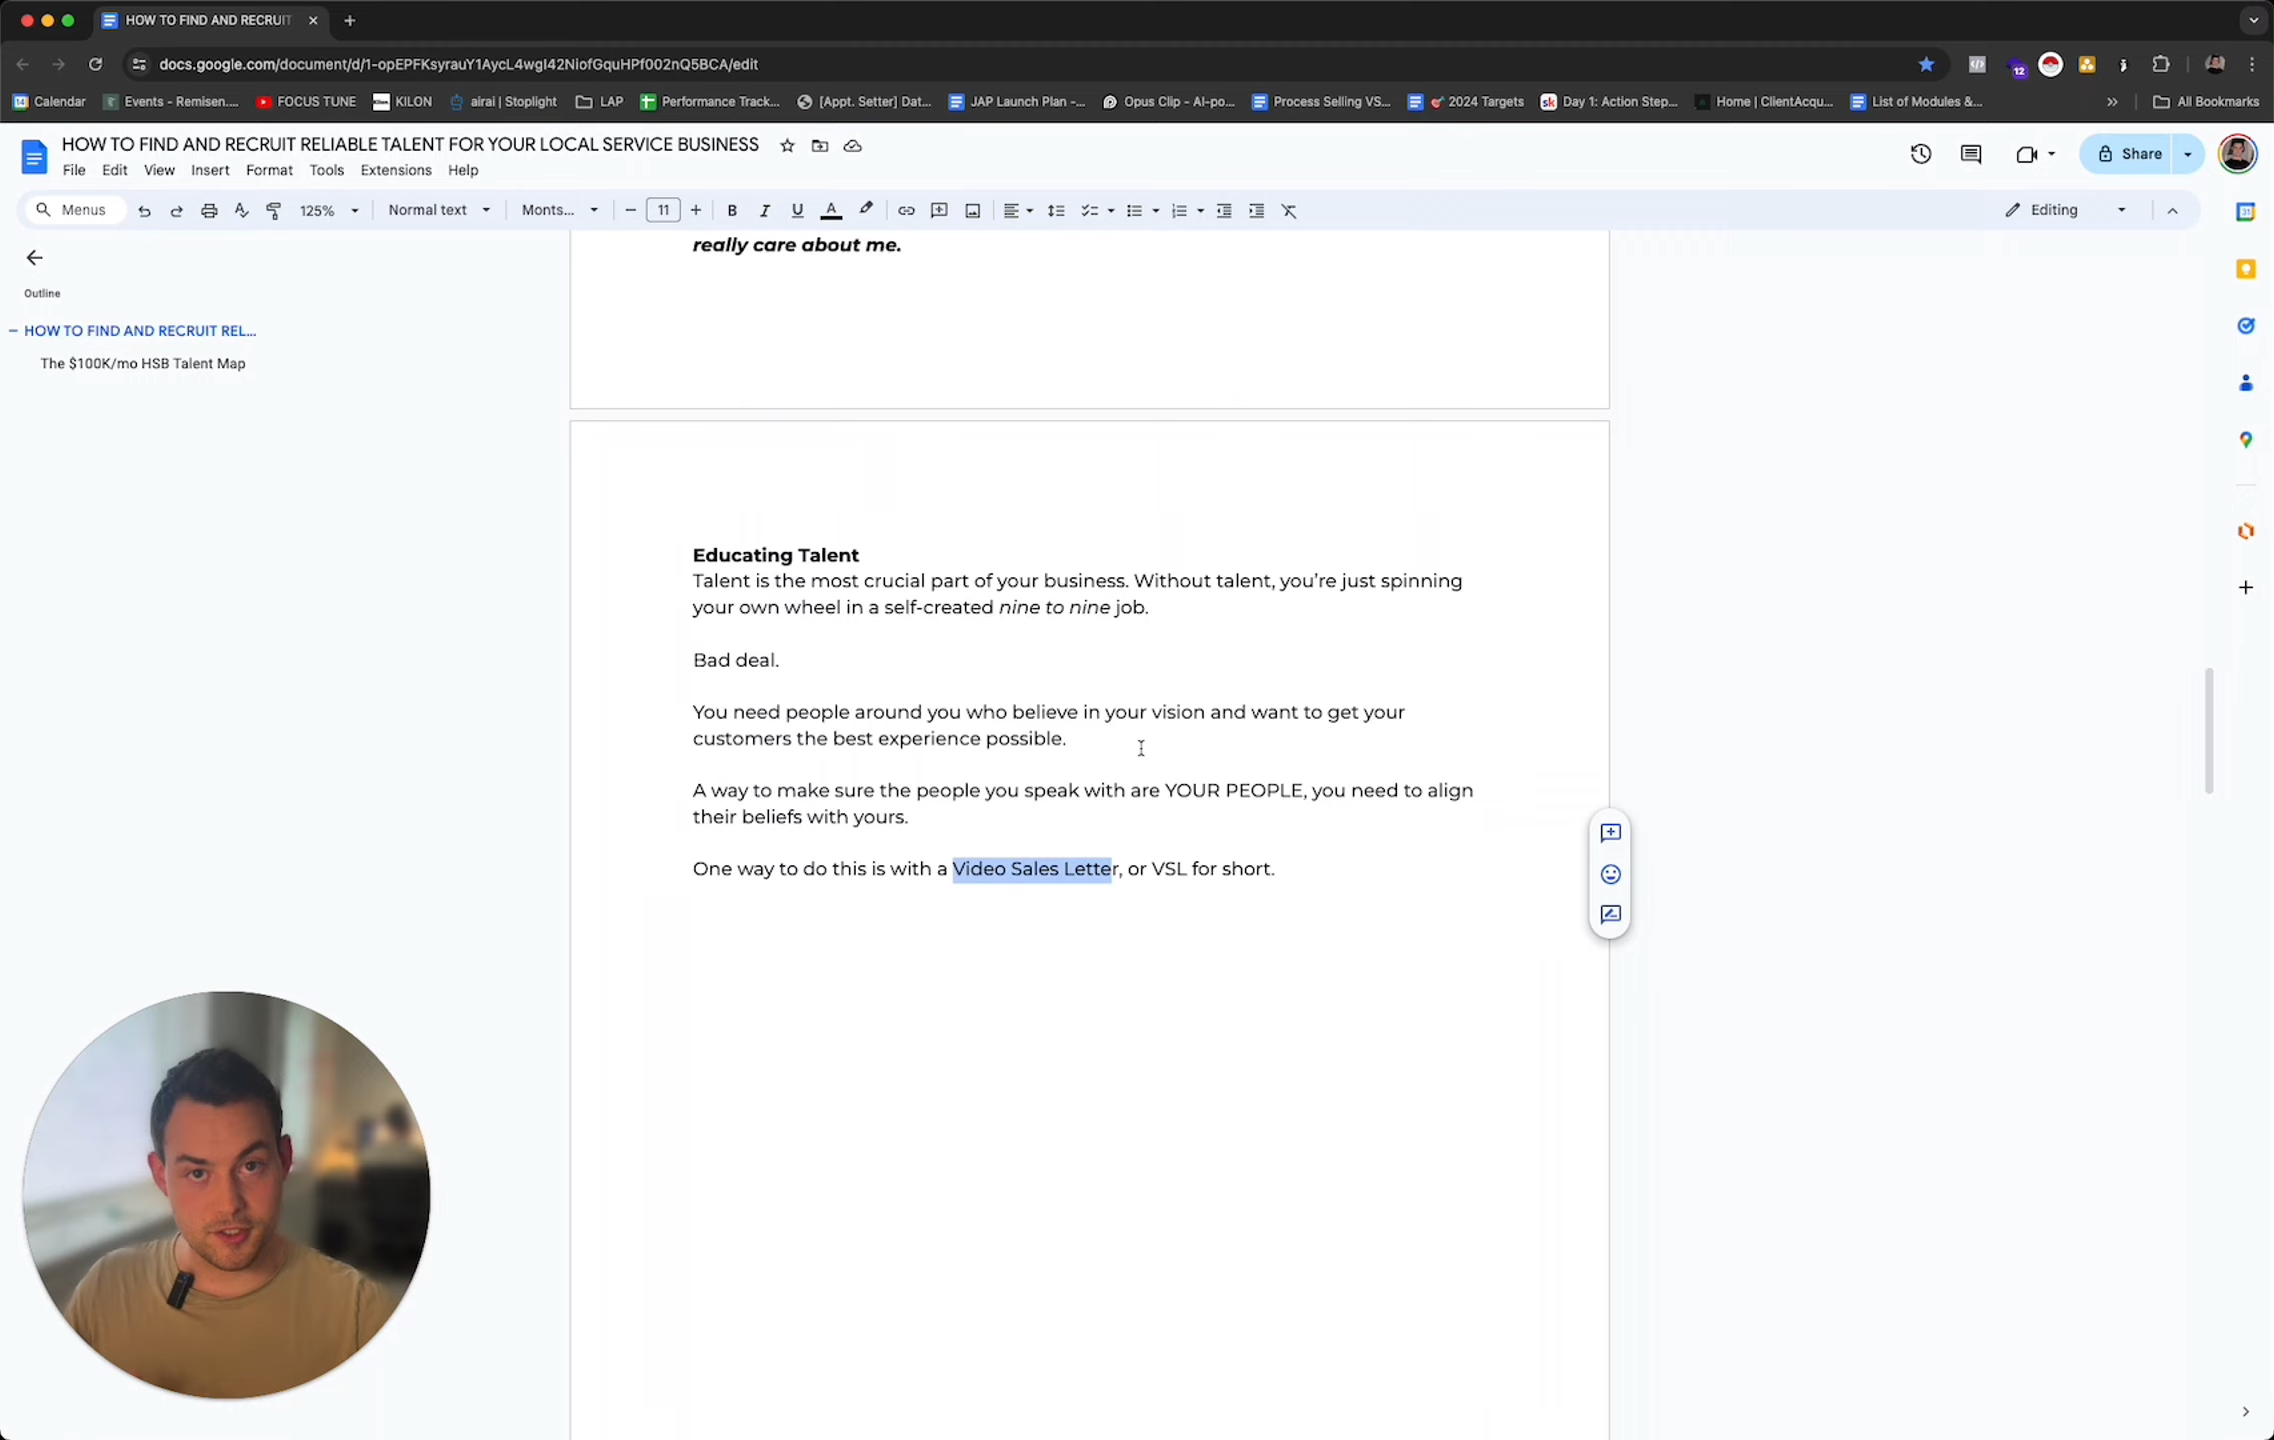 HOW TO FIND AND RECRUIT
docs.google.com/document/d/1-opEPFKsyrauY1AycL4wgI42NiofGquHPf002nQ5BCA/edit
12
Calendar
Events - Remisen....
FOCUS TUNE
KILON
airai | Stoplight
LAP
Performance Track...
[Appt. Setter] Dat...
JAP Launch Plan -...
Opus Clip - AI-po...
Process Selling VS...
2024 Targets
Day 1: Action Step...
Home | ClientAcqu...
List of Modules &...
All Bookmarks
HOW TO FIND AND RECRUIT RELIABLE TALENT FOR YOUR LOCAL SERVICE BUSINESS
File Edit View Insert Format Tools Extensions Help
Share
Menus
125%
Normal text
Monts...
11
Editing
Outline
HOW TO FIND AND RECRUIT REL...
The $100K/mo HSB Talent Map
really care about me.
Educating Talent
Talent is the most crucial part of your business. Without talent, you’re just spinning
your own wheel in a self-created nine to nine job.
Bad deal.
You need people around you who believe in your vision and want to get your
customers the best experience possible.
A way to make sure the people you speak with are YOUR PEOPLE, you need to align
their beliefs with yours.
One way to do this is with a Video Sales Letter, or VSL for short.